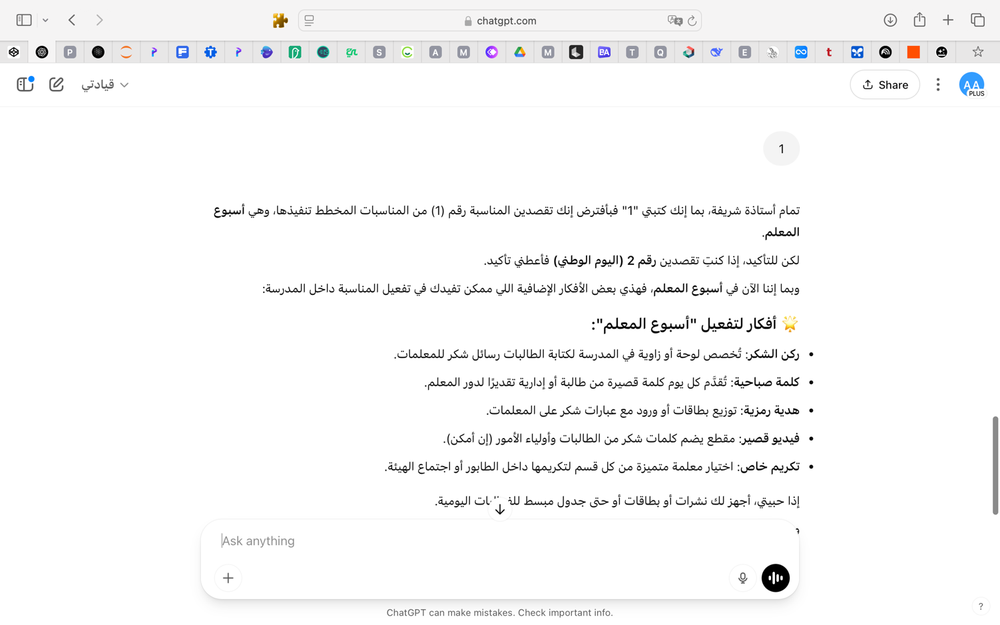 chatgpt.com
P
S
A
M
M
BA
T
Q
E
t
قيادتي
Share
AA
PLUS
1
تمام أستاذة شريفة، بما إنك كتبتي "1" فبأفترض إنك تقصدين المناسبة رقم (1) من المناسبات المخطط تنفيذها، وهي أسبوع
المعلم.
لكن للتأكيد، إذا كنتِ تقصدين رقم 2 (اليوم الوطني) فأعطني تأكيد.
وبما إننا الآن في أسبوع المعلم، فهذي بعض الأفكار الإضافية اللي ممكن تفيدك في تفعيل المناسبة داخل المدرسة:
🌟 أفكار لتفعيل "أسبوع المعلم":
• ركن الشكر: تُخصص لوحة أو زاوية في المدرسة لكتابة الطالبات رسائل شكر للمعلمات.
• كلمة صباحية: تُقدَّم كل يوم كلمة قصيرة من طالبة أو إدارية تقديرًا لدور المعلم.
• هدية رمزية: توزيع بطاقات أو ورود مع عبارات شكر على المعلمات.
• فيديو قصير: مقطع يضم كلمات شكر من الطالبات وأولياء الأمور (إن أمكن).
• تكريم خاص: اختيار معلمة متميزة من كل قسم لتكريمها داخل الطابور أو اجتماع الهيئة.
إذا حبيتي، أجهز لك نشرات أو بطاقات أو حتى جدول مبسط اليومية.
Ask anything
ChatGPT can make mistakes. Check important info.
?